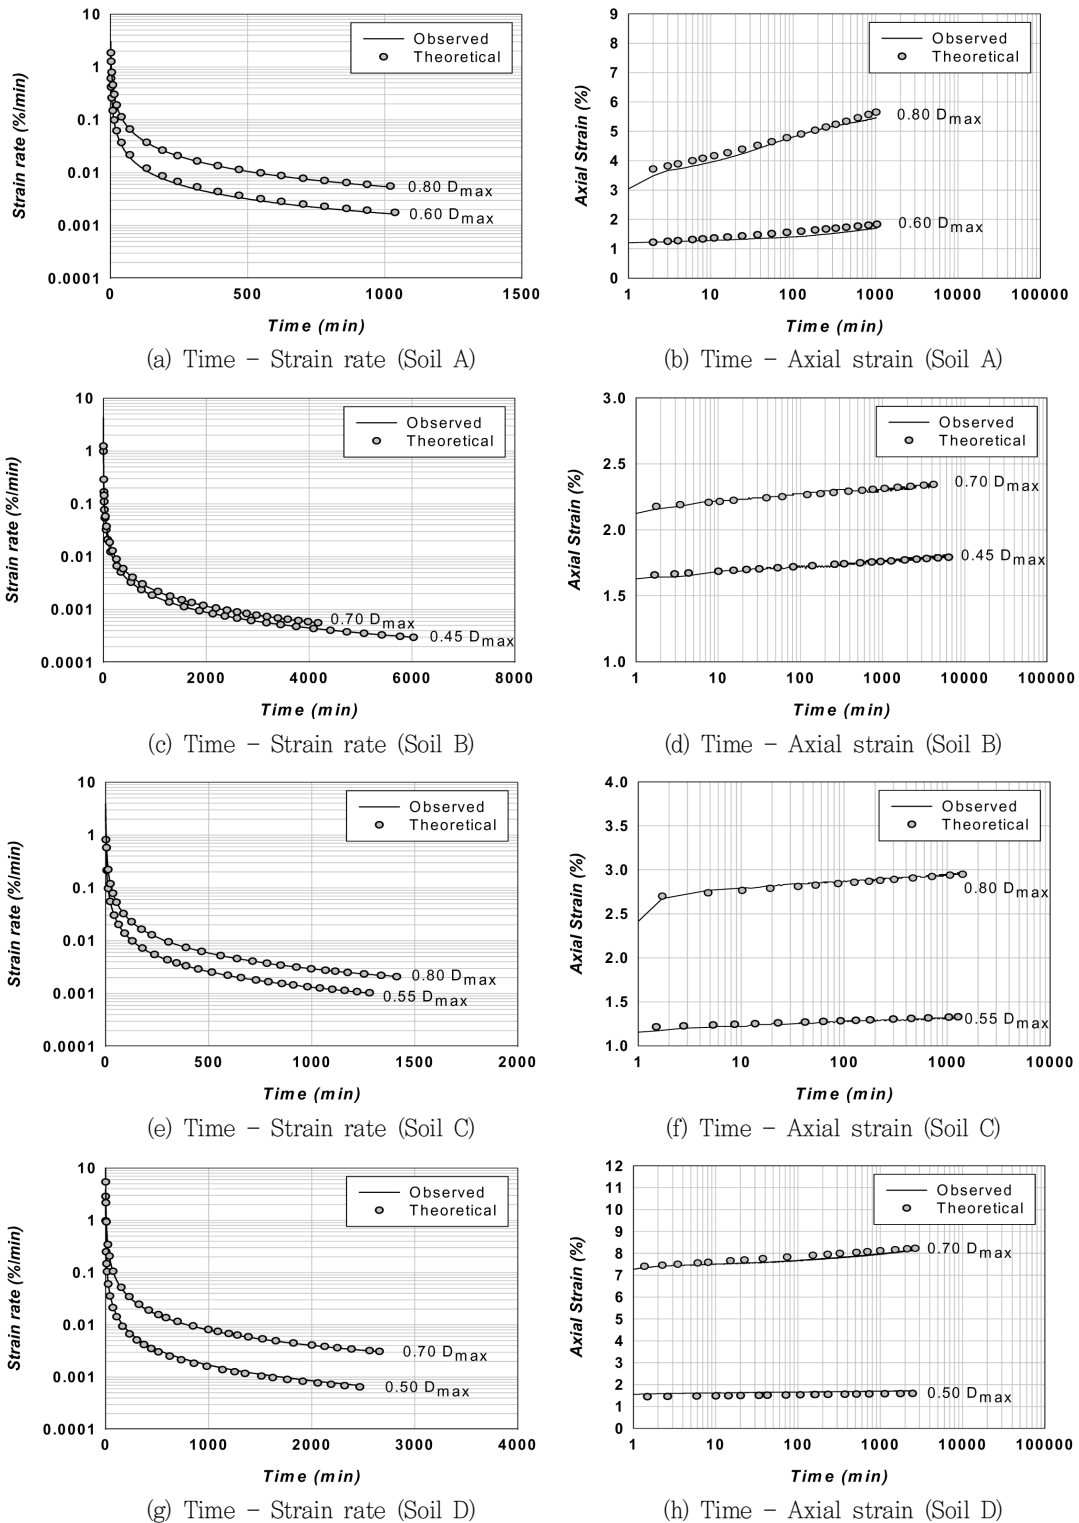 Strain rate (%/min)
10
1
0.1
0.01
0.001
0.0001
Observed
Theoretical
0.80 Dmax
0.60 Dmax
0 500 1000 1500
Time (min)
(a) Time - Strain rate (Soil A)
Axial Strain (%)
9
8
7
6
5
4
3
2
1
0
Observed
Theoretical
0.80 Dmax
0.60 Dmax
1 10 100 1000 10000 100000
Time (min)
(b) Time - Axial strain (Soil A)
Strain rate (%/min)
10
1
0.1
0.01
0.001
0.0001
Observed
Theoretical
0.70 Dmax
0.45 Dmax
0 2000 4000 6000 8000
Time (min)
(c) Time - Strain rate (Soil B)
Axial Strain (%)
3.0
2.5
2.0
1.5
1.0
Observed
Theoretical
0.70 Dmax
0.45 Dmax
1 10 100 1000 10000 100000
Time (min)
(d) Time - Axial strain (Soil B)
Strain rate (%/min)
10
1
0.1
0.01
0.001
0.0001
Observed
Theoretical
0.80 Dmax
0.55 Dmax
0 500 1000 1500 2000
Time (min)
(e) Time - Strain rate (Soil C)
Axial Strain (%)
4.0
3.5
3.0
2.5
2.0
1.5
1.0
Observed
Theoretical
0.80 Dmax
0.55 Dmax
1 10 100 1000 10000
Time (min)
(f) Time - Axial strain (Soil C)
Strain rate (%/min)
10
1
0.1
0.01
0.001
0.0001
Observed
Theoretical
0.70 Dmax
0.50 Dmax
0 1000 2000 3000 4000
Time (min)
(g) Time - Strain rate (Soil D)
Axial Strain (%)
12
11
10
9
8
7
6
5
4
3
2
1
0
Observed
Theoretical
0.70 Dmax
0.50 Dmax
1 10 100 1000 10000 100000
Time (min)
(h) Time - Axial strain (Soil D)